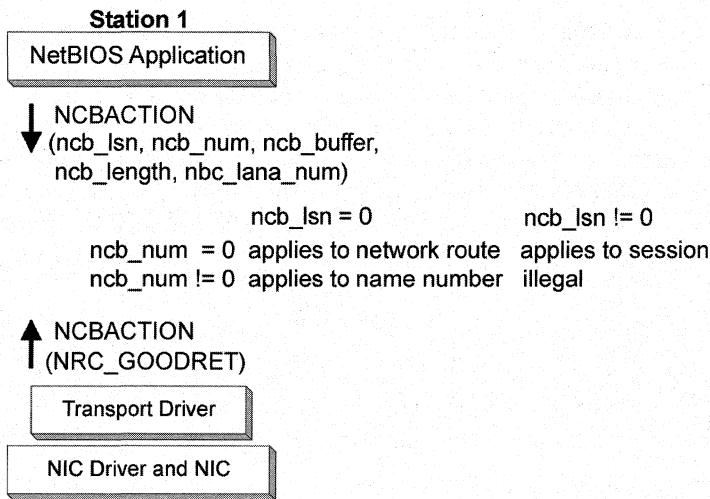 Station 1
NetBIOS Application
NCBACTION
(ncb_lsn, ncb_num, ncb_buffer,
ncb_length, nbc_lana_num)
ncb_lsn = 0 ncb_lsn != 0
ncb_num = 0 applies to network route applies to session
ncb_num != 0 applies to name number illegal
NCBACTION
(NRC_GOODRET)
Transport Driver
NIC Driver and NIC